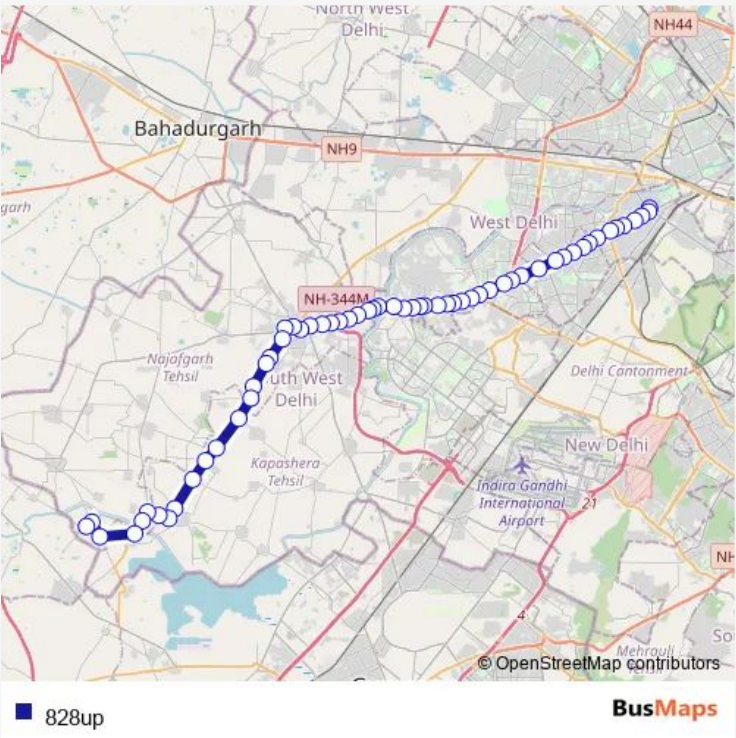 North West
Delhi
NH44
Bahadurgarh
NH9
garh
West Delhi
NH-344M
Najafgarh
Tehsil
uth West
Delhi
Delhi Cantonment
Kapashera
Tehsil
New Delhi
Indira Gandhi
International
Airport
21
NH
4
So
Mehrauli
Tehsil
© OpenStreetMap contributors
828up
BusMaps